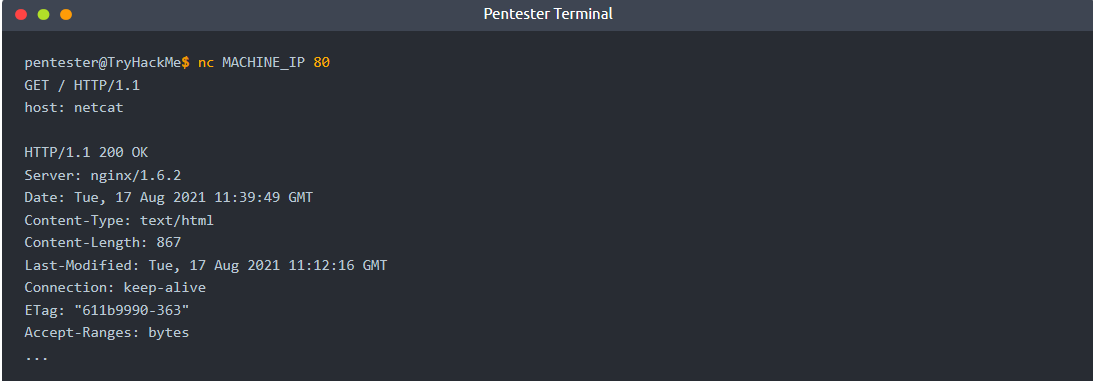 Pentester Terminal
pentester@TryHackMe$ nc MACHINE_IP 80
GET / HTTP/1.1
host: netcat
HTTP/1.1 200 OK
Server: nginx/1.6.2
Date: Tue, 17 Aug 2021 11:39:49 GMT
Content-Type: text/html
Content-Length: 867
Last-Modified: Tue, 17 Aug 2021 11:12:16 GMT
Connection: keep-alive
ETag: "611b9990-363"
Accept-Ranges: bytes
...